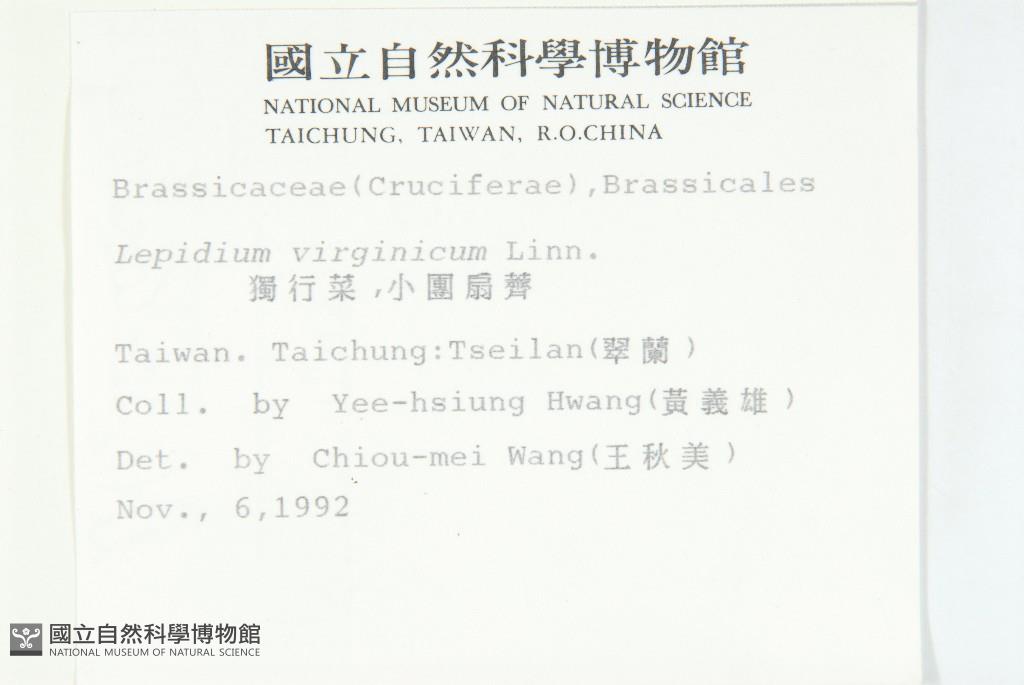 國立自然科學博物館
NATIONAL MUSEUM OF NATURAL SCIENCE
TAICHUNG, TAIWAN, R.O.CHINA
Brassicaceae(Cruciferae),Brassicales
Lepidium virginicum Linn.
獨行菜,小團扇薺
Taiwan. Taichung:Tseilan(翠蘭)
Coll. by Yee-hsiung Hwang(黃義雄)
Det. by Chiou-mei Wang(王秋美)
Nov., 6,1992
國立自然科學博物館
NATIONAL MUSEUM OF NATURAL SCIENCE